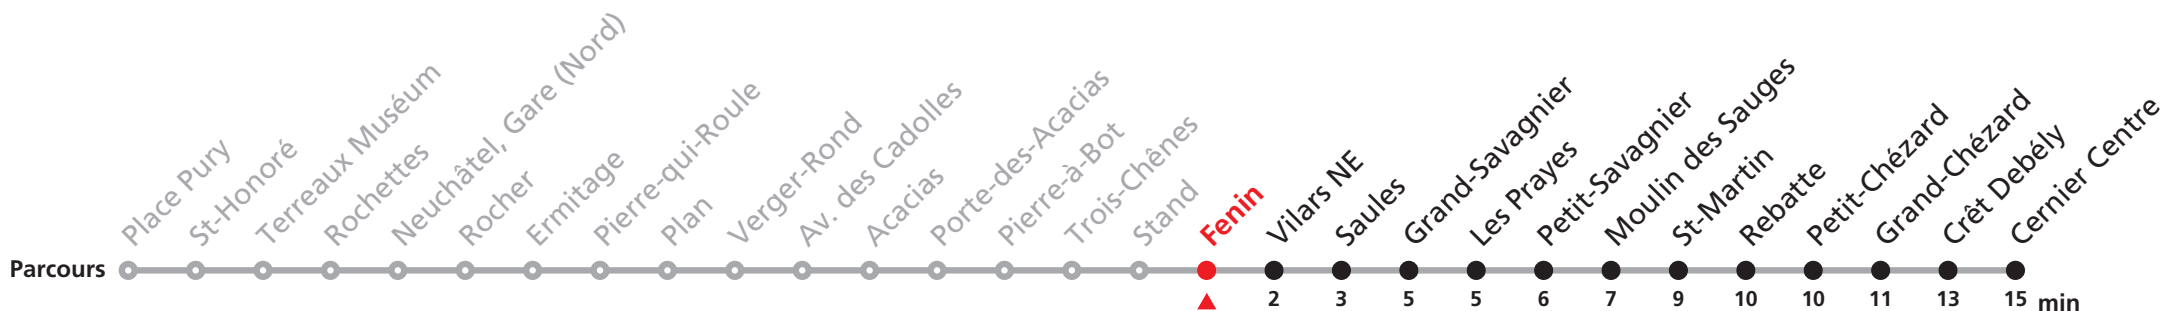 Place Pury
St-Honoré
Terreaux Muséum
Rochettes
Neuchâtel, Gare (Nord)
Rocher
Ermitage
Pierre-qui-Roule
Plan
Verger-Rond
Av. des Cadolles
Acacias
Porte-des-Acacias
Pierre-à-Bot
Trois-Chênes
Stand
Fenin
Vilars NE
Saules
Grand-Savagnier
Les Prayes
Petit-Savagnier
Moulin des Sauges
St-Martin
Rebatte
Petit-Chézard
Grand-Chézard
Crêt Debély
Cernier Centre
Parcours
2 3 5 5 6 7 9 10 10 11 13 15 min